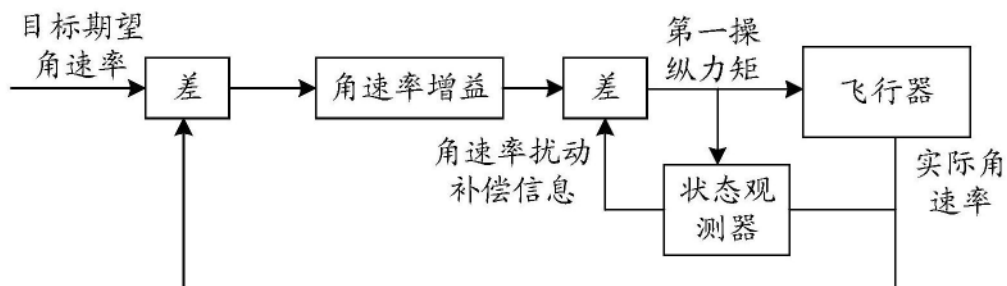 目标期望
角速率
差
角速率增益
差
第一操
纵力矩
飞行器
角速率扰动
补偿信息
状态观
测器
实际角
速率